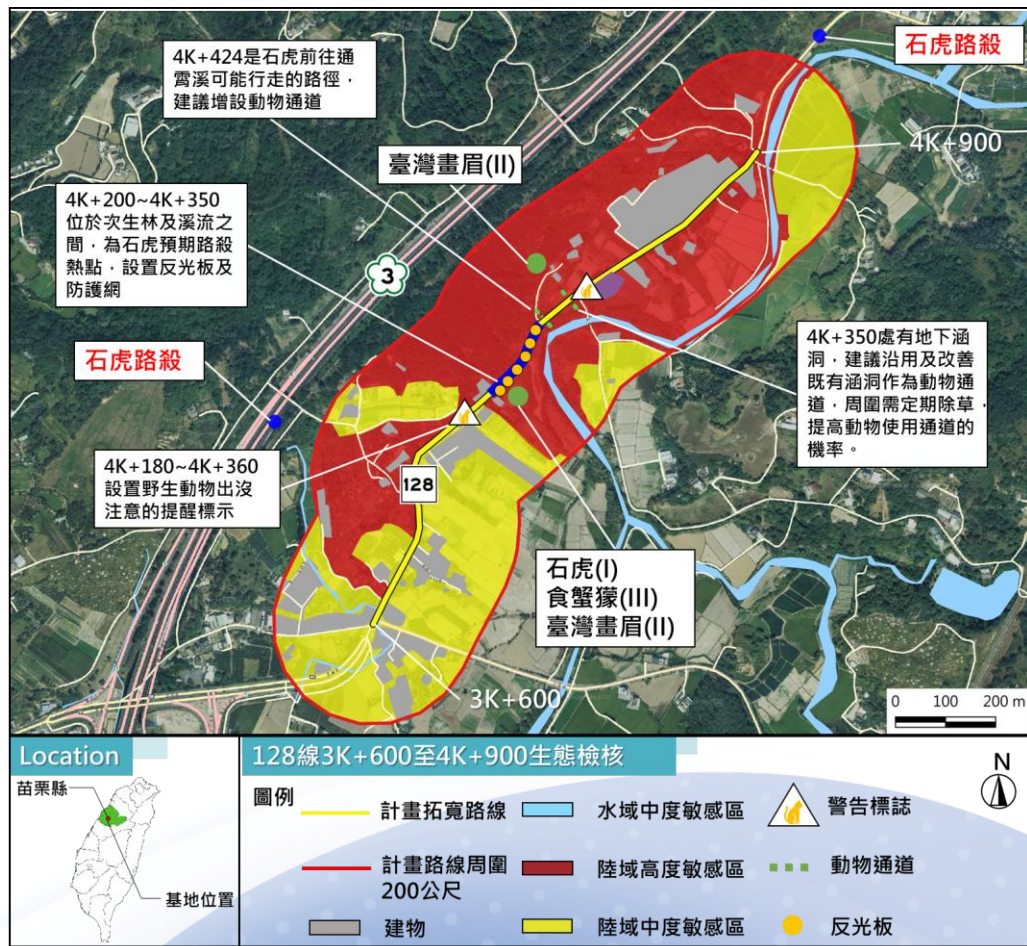 4K+424是石虎前往通
霄溪可能行走的路徑，
建議增設動物通道
石虎路殺
臺灣畫眉(II)
4K+900
4K+200~4K+350
位於次生林及溪流之
間，為石虎預期路殺
熱點，設置反光板及
防護網
3
石虎路殺
4K+350處有地下涵
洞，建議沿用及改善
既有涵洞作為動物通
道，周圍需定期除草，
提高動物使用通道的
機率。
4K+180~4K+360
設置野生動物出沒
注意的提醒標示
128
石虎(I)
食蟹獴(III)
臺灣畫眉(II)
3K+600
0 100 200 m
Location
苗栗縣
基地位置
128線3K+600至4K+900生態檢核
N
圖例
計畫拓寬路線
水域中度敏感區
警告標誌
計畫路線周圍
200公尺
陸域高度敏感區
動物通道
建物
陸域中度敏感區
反光板